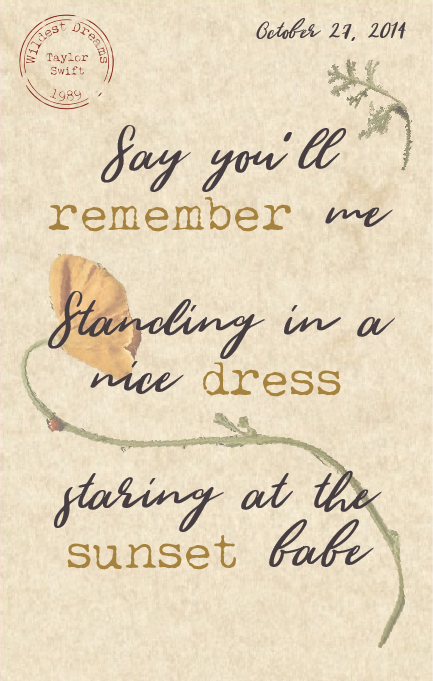 Wildest Dreams
Taylor
Swift
1989
October 27, 2014
Say you'll
remember me
Standing in a
nice dress
staring at the
sunset babe